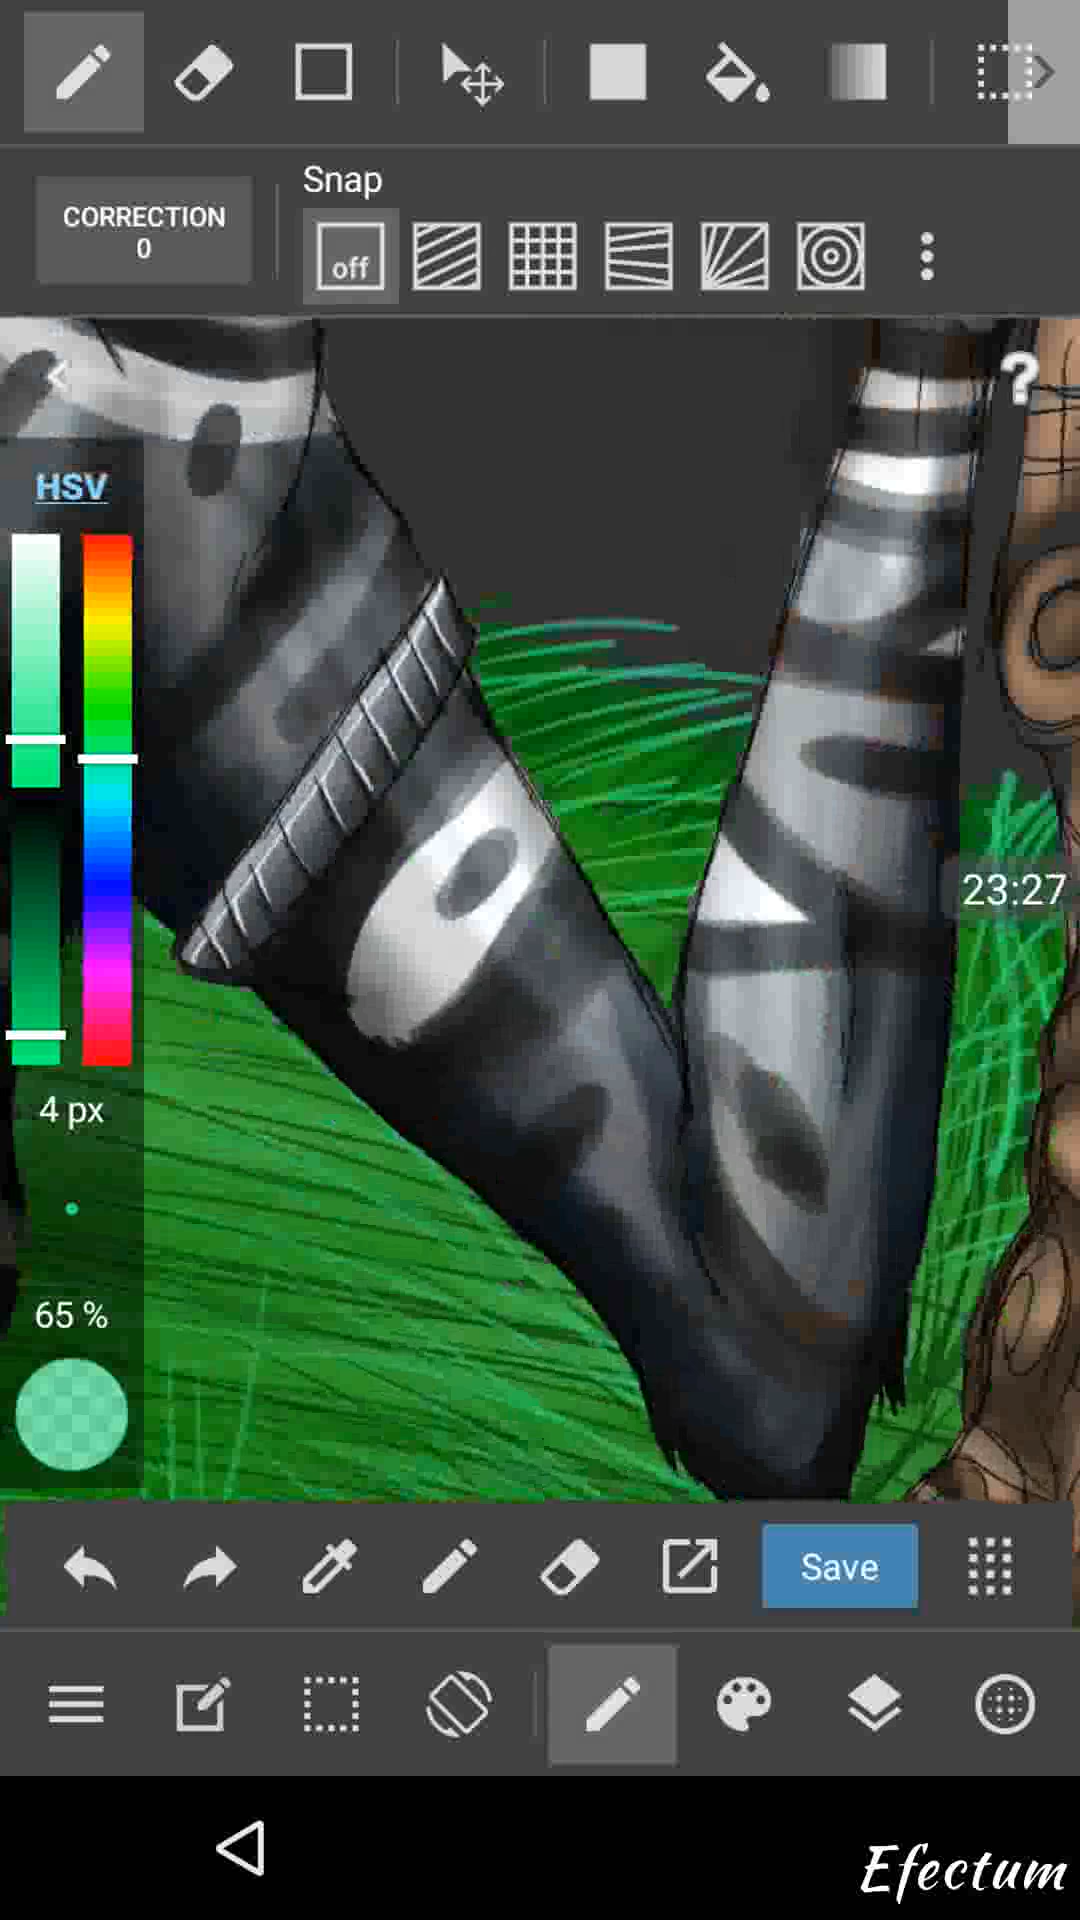 Snap
CORRECTION
0
off
?
HSV
23:27
4 px
65 %
Save
Efectum